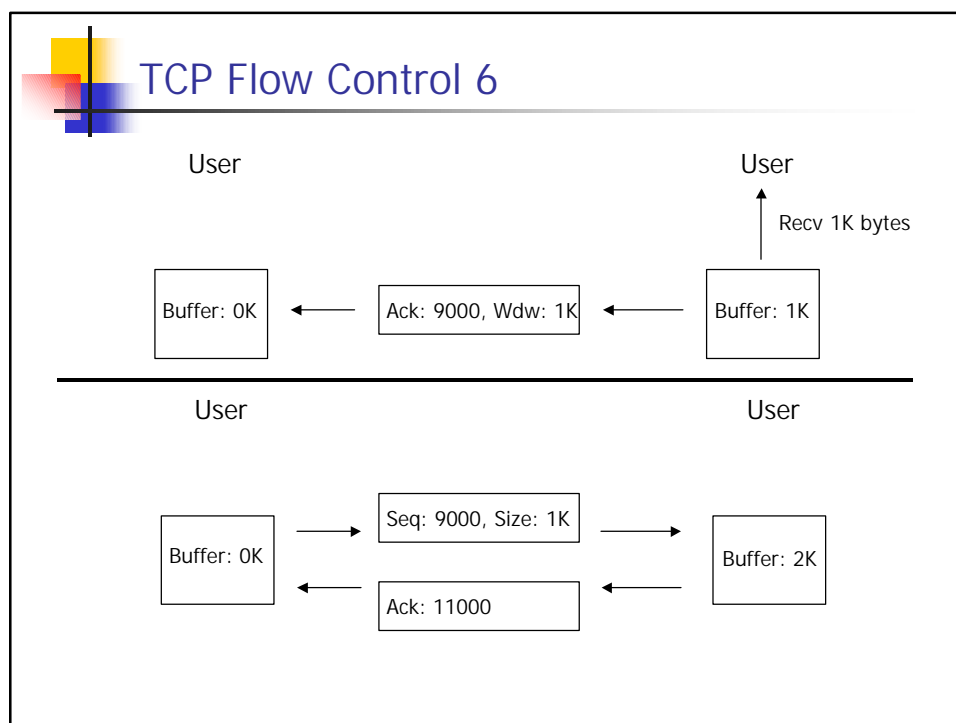 TCP Flow Control 6
User
User
Recv 1K bytes
Buffer: 0K
Ack: 9000, Wdw: 1K
Buffer: 1K
User
User
Seq: 9000, Size: 1K
Buffer: 0K
Buffer: 2K
Ack: 11000